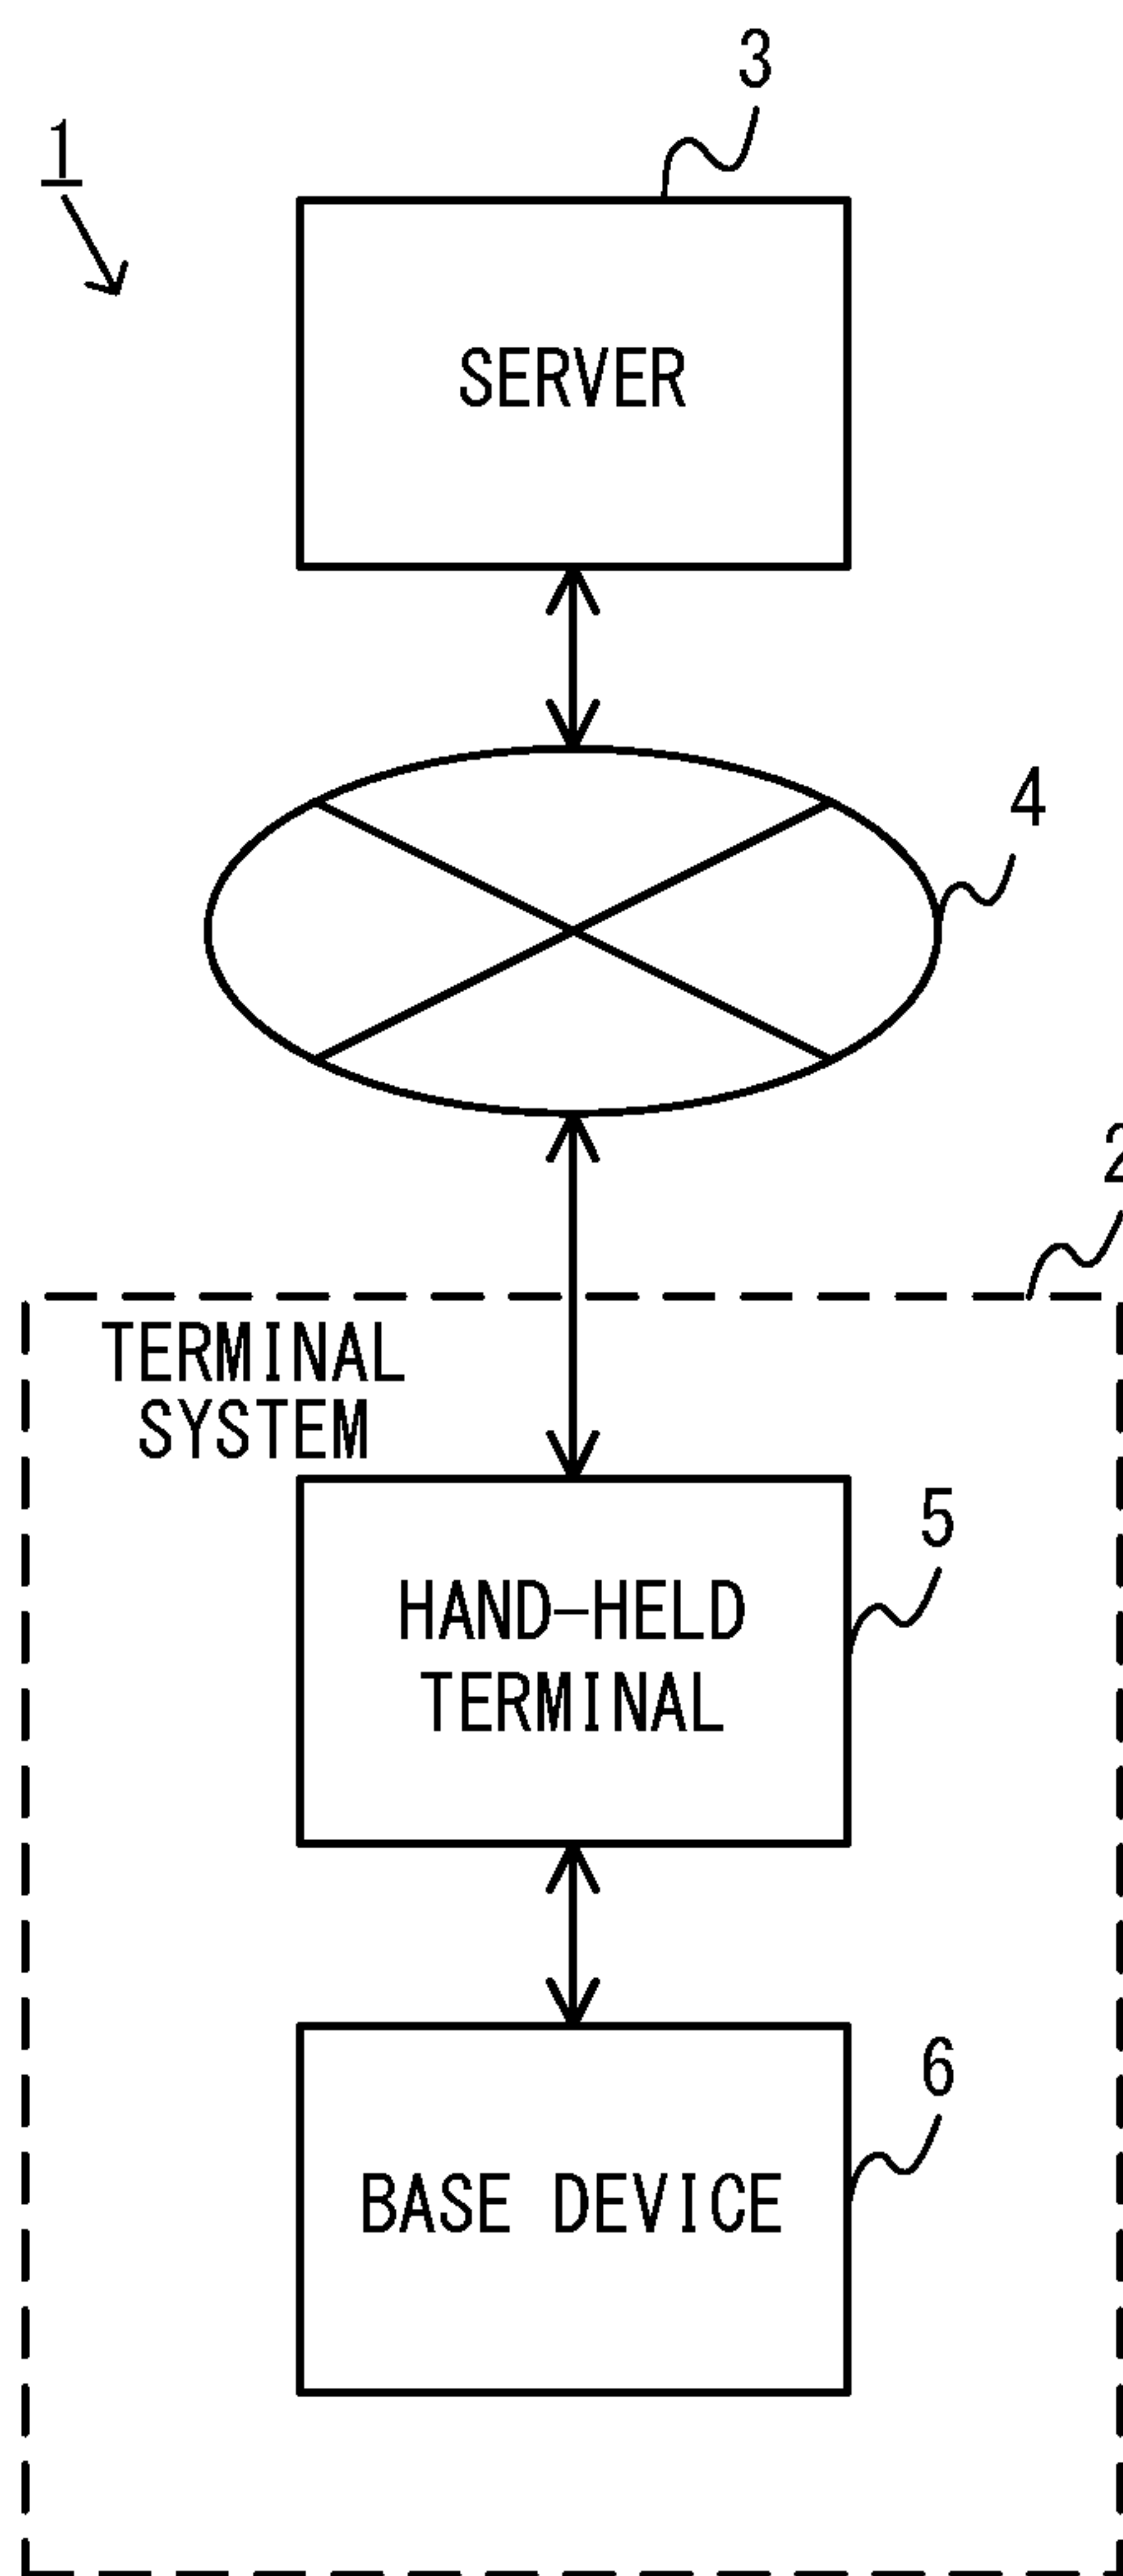 3
1
SERVER
4
2
TERMINAL
SYSTEM
5
HAND-HELD
TERMINAL
6
BASE DEVICE